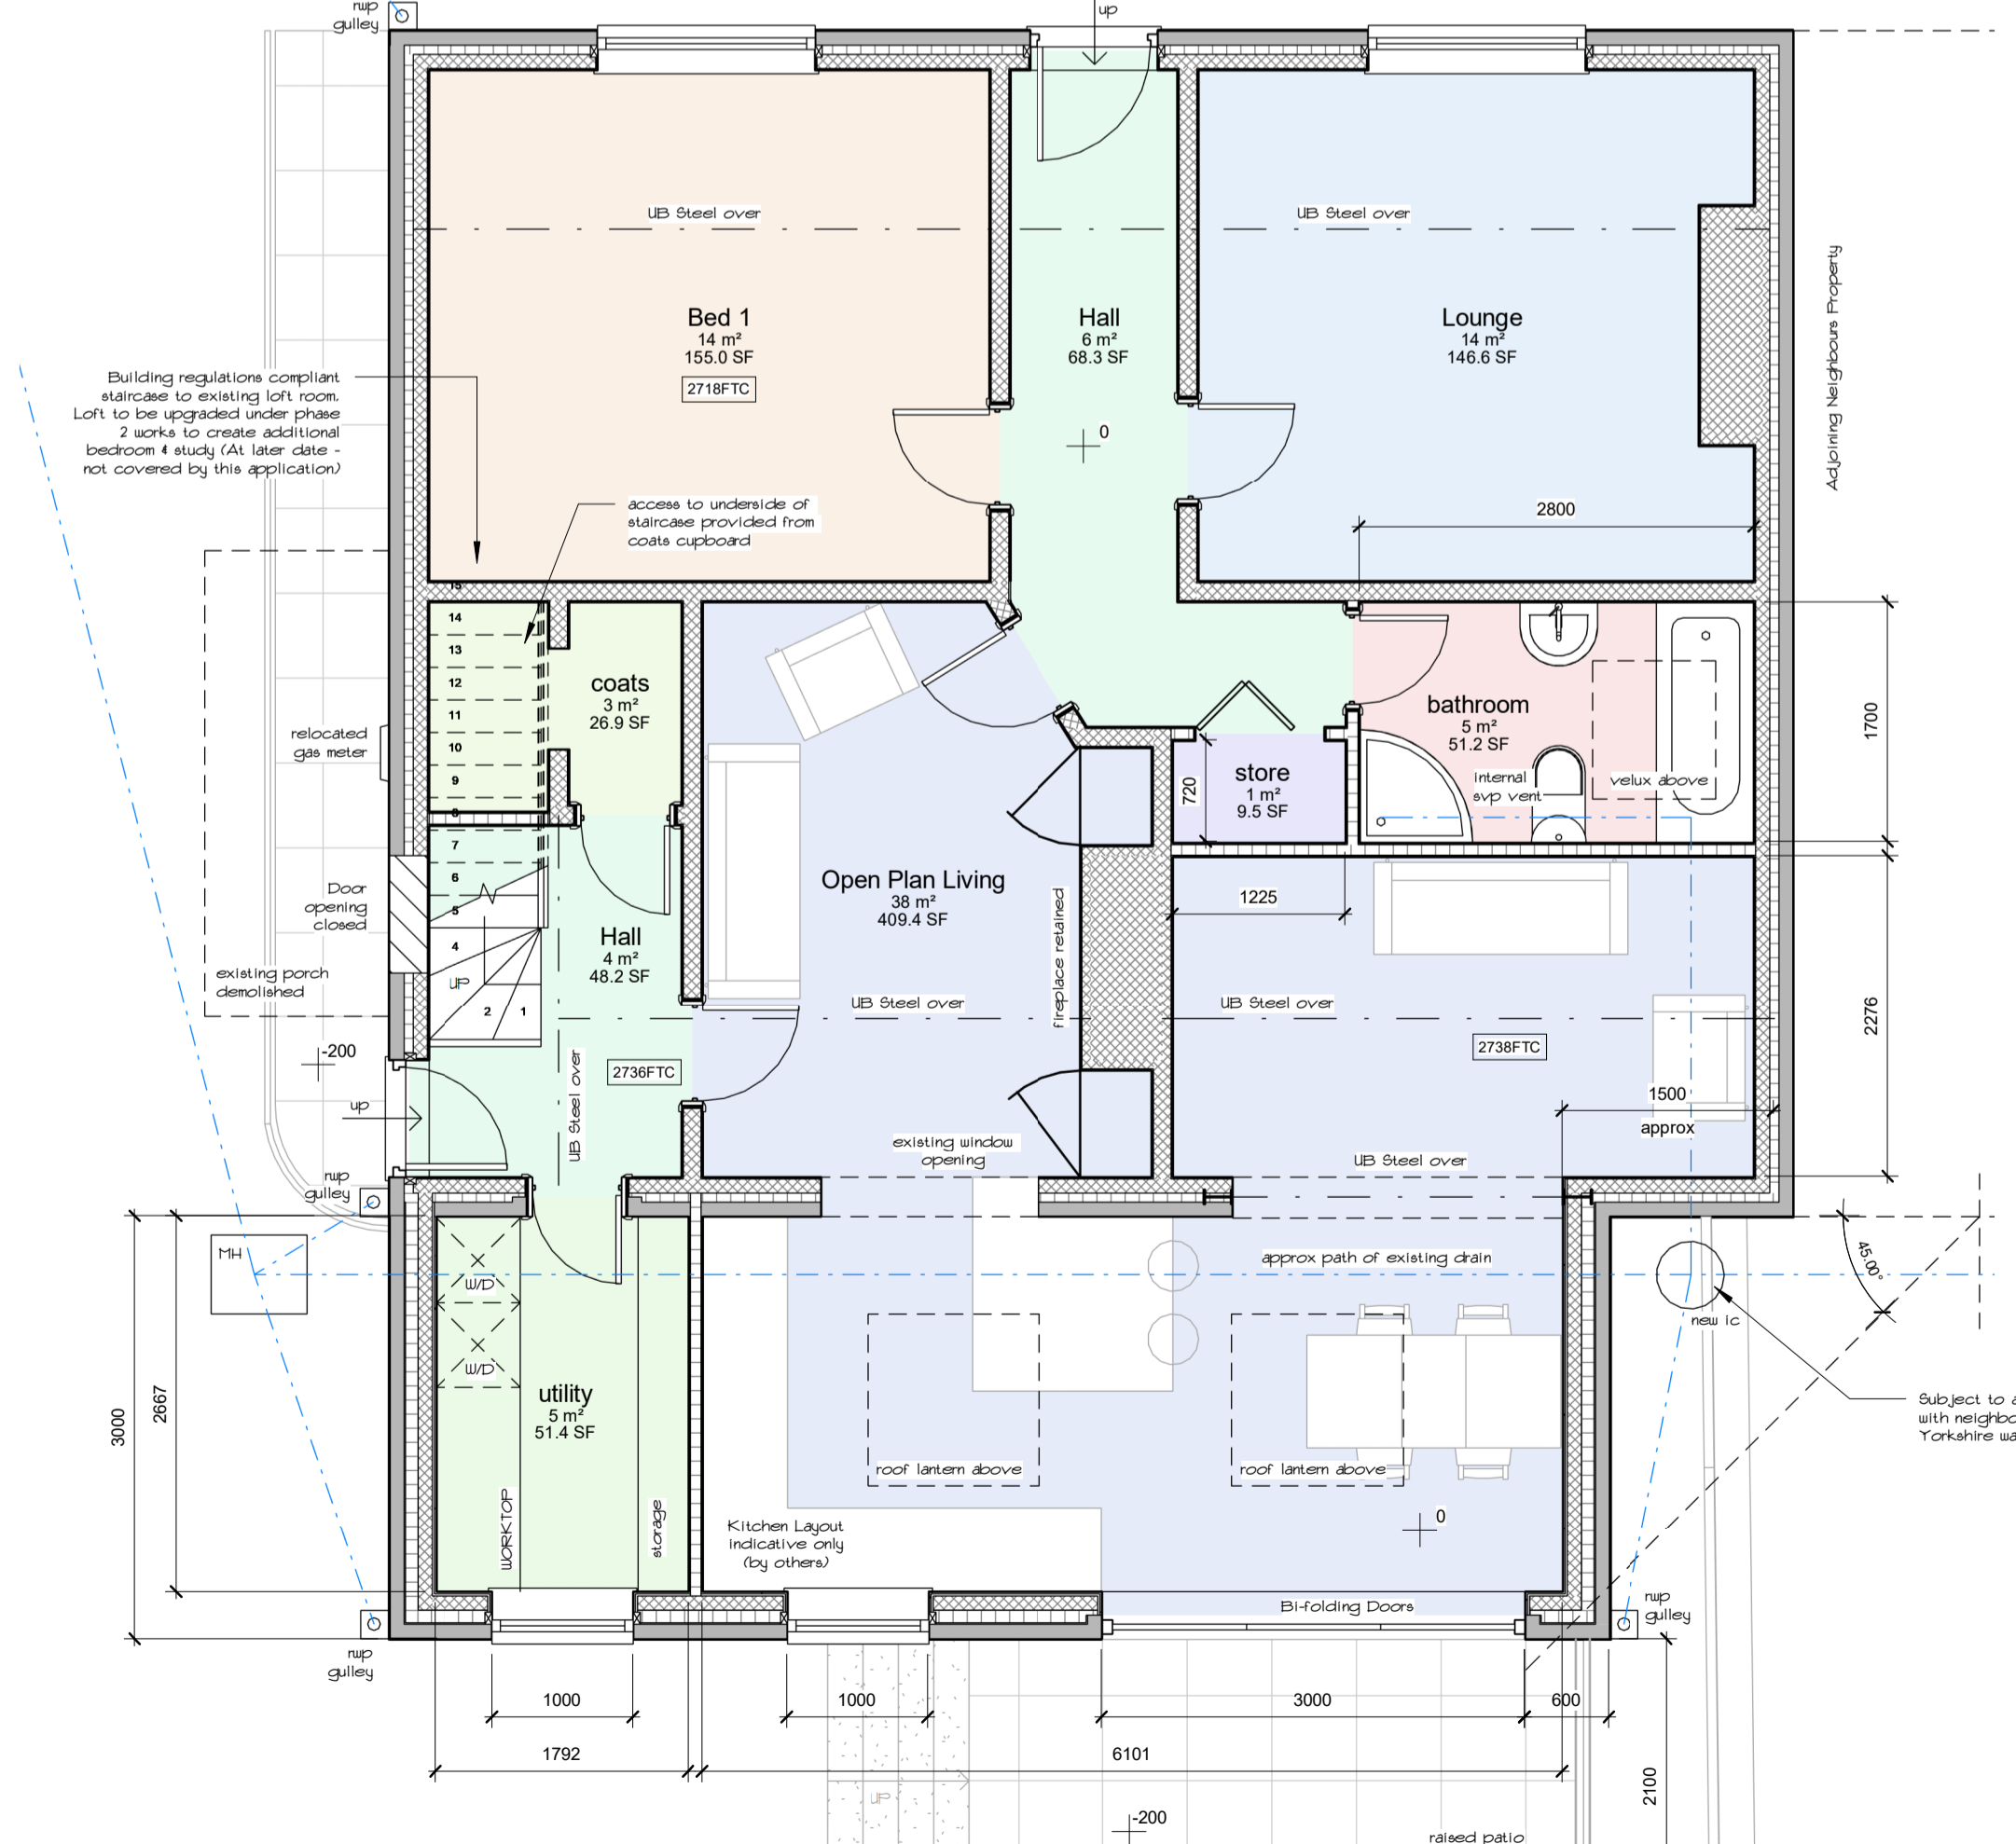 rwp
gulley
up
UB Steel over
UB Steel over
Bed 1
14 m²
155.0 SF
2718FTC
Hall
6 m²
68.3 SF
0
Lounge
14 m²
146.6 SF
Adjoining Neighbours Property
Building regulations compliant
staircase to existing loft room.
Loft to be upgraded under phase
2 works to create additional
bedroom & study (At later date -
not covered by this application)
access to underside of
staircase provided from
coats cupboard
2800
15
14
13
12
11
10
9
8
7
6
5
4
UP
2
1
coats
3 m²
26.9 SF
relocated
gas meter
bathroom
5 m²
51.2 SF
internal
svp vent
velux above
1700
store
1 m²
9.5 SF
720
Door
opening
closed
Open Plan Living
38 m²
409.4 SF
fireplace retained
1225
Hall
4 m²
48.2 SF
existing porch
demolished
UB Steel over
UB Steel over
2276
2738FTC
-200
2736FTC
UB Steel over
1500
approx
up
existing window
opening
UB Steel over
rwp
gulley
MH
W/D
W/D
approx path of existing drain
45.00°
new ic
utility
5 m²
51.4 SF
3000
2667
Subject to a
with neighbo
Yorkshire wa
roof lantern above
roof lantern above
WORKTOP
storage
Kitchen Layout
indicative only
(by others)
0
Bi-folding Doors
rwp
gulley
rwp
gulley
1000
1000
3000
600
1792
6101
2100
UP
-200
raised patio